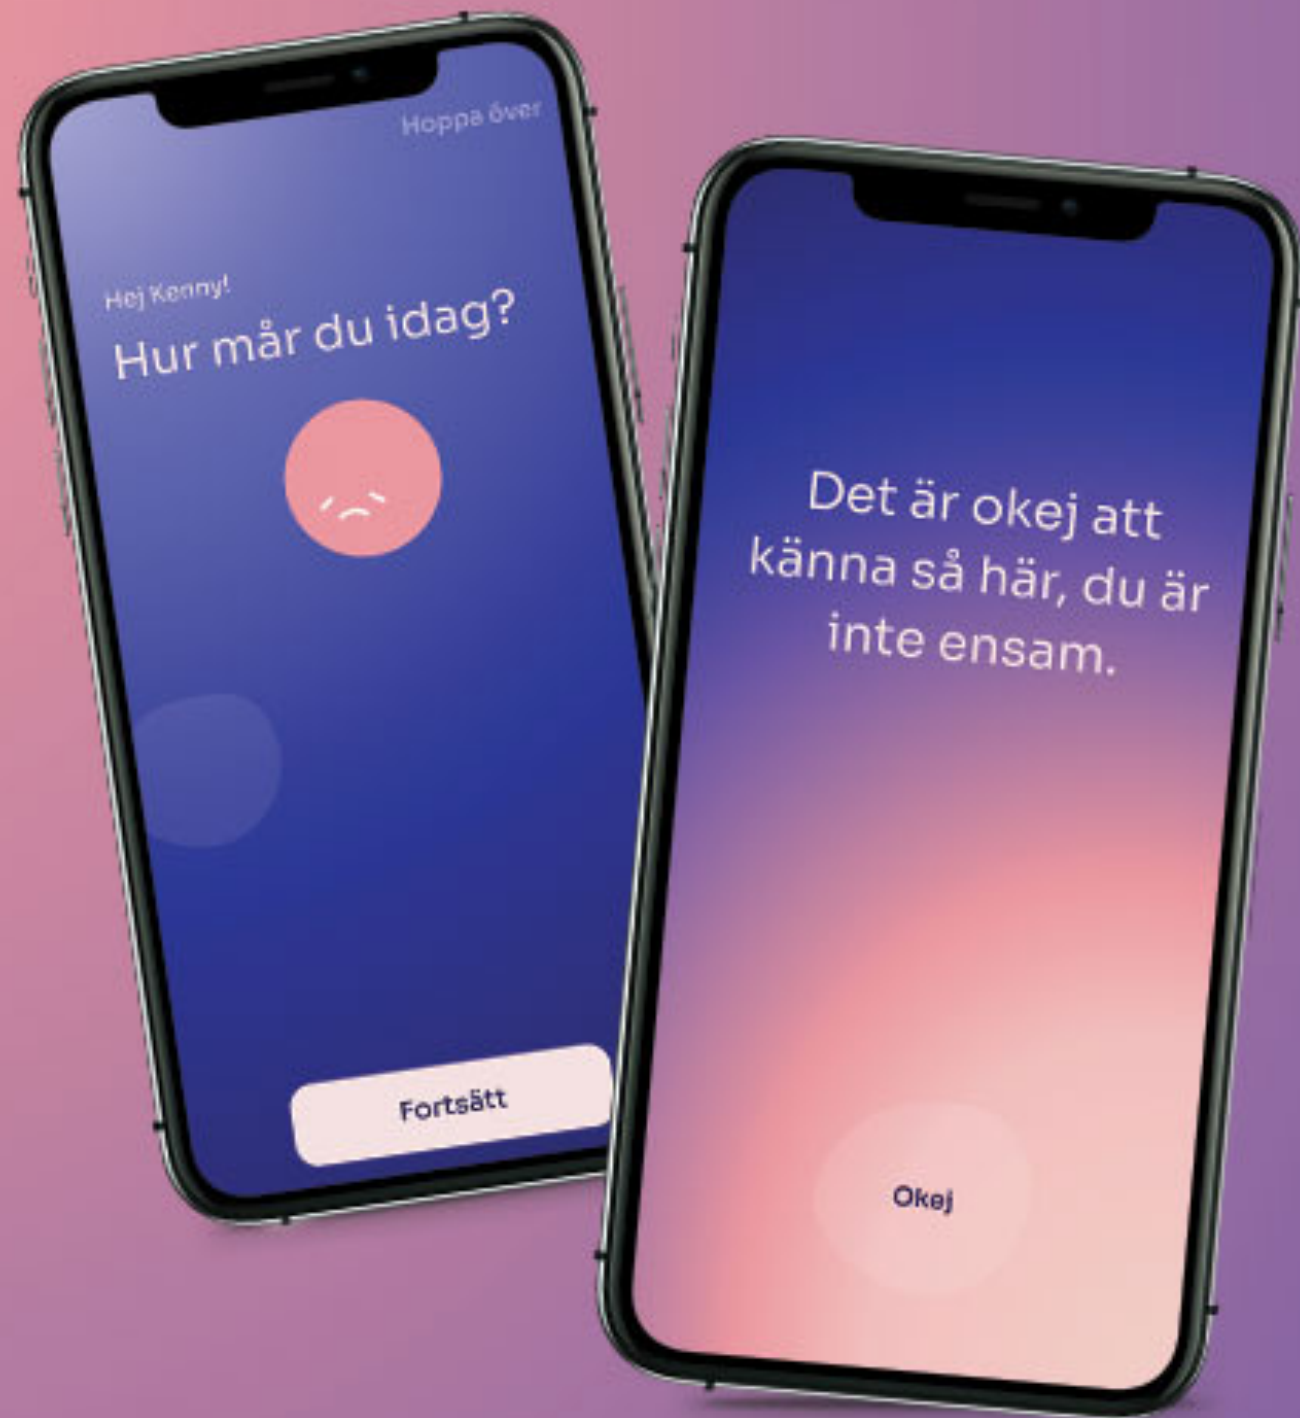 Hoppa över
Hej Kenny!
Hur mår du idag?
Fortsätt
Det är okej att
känna så här, du är
inte ensam.
Okej